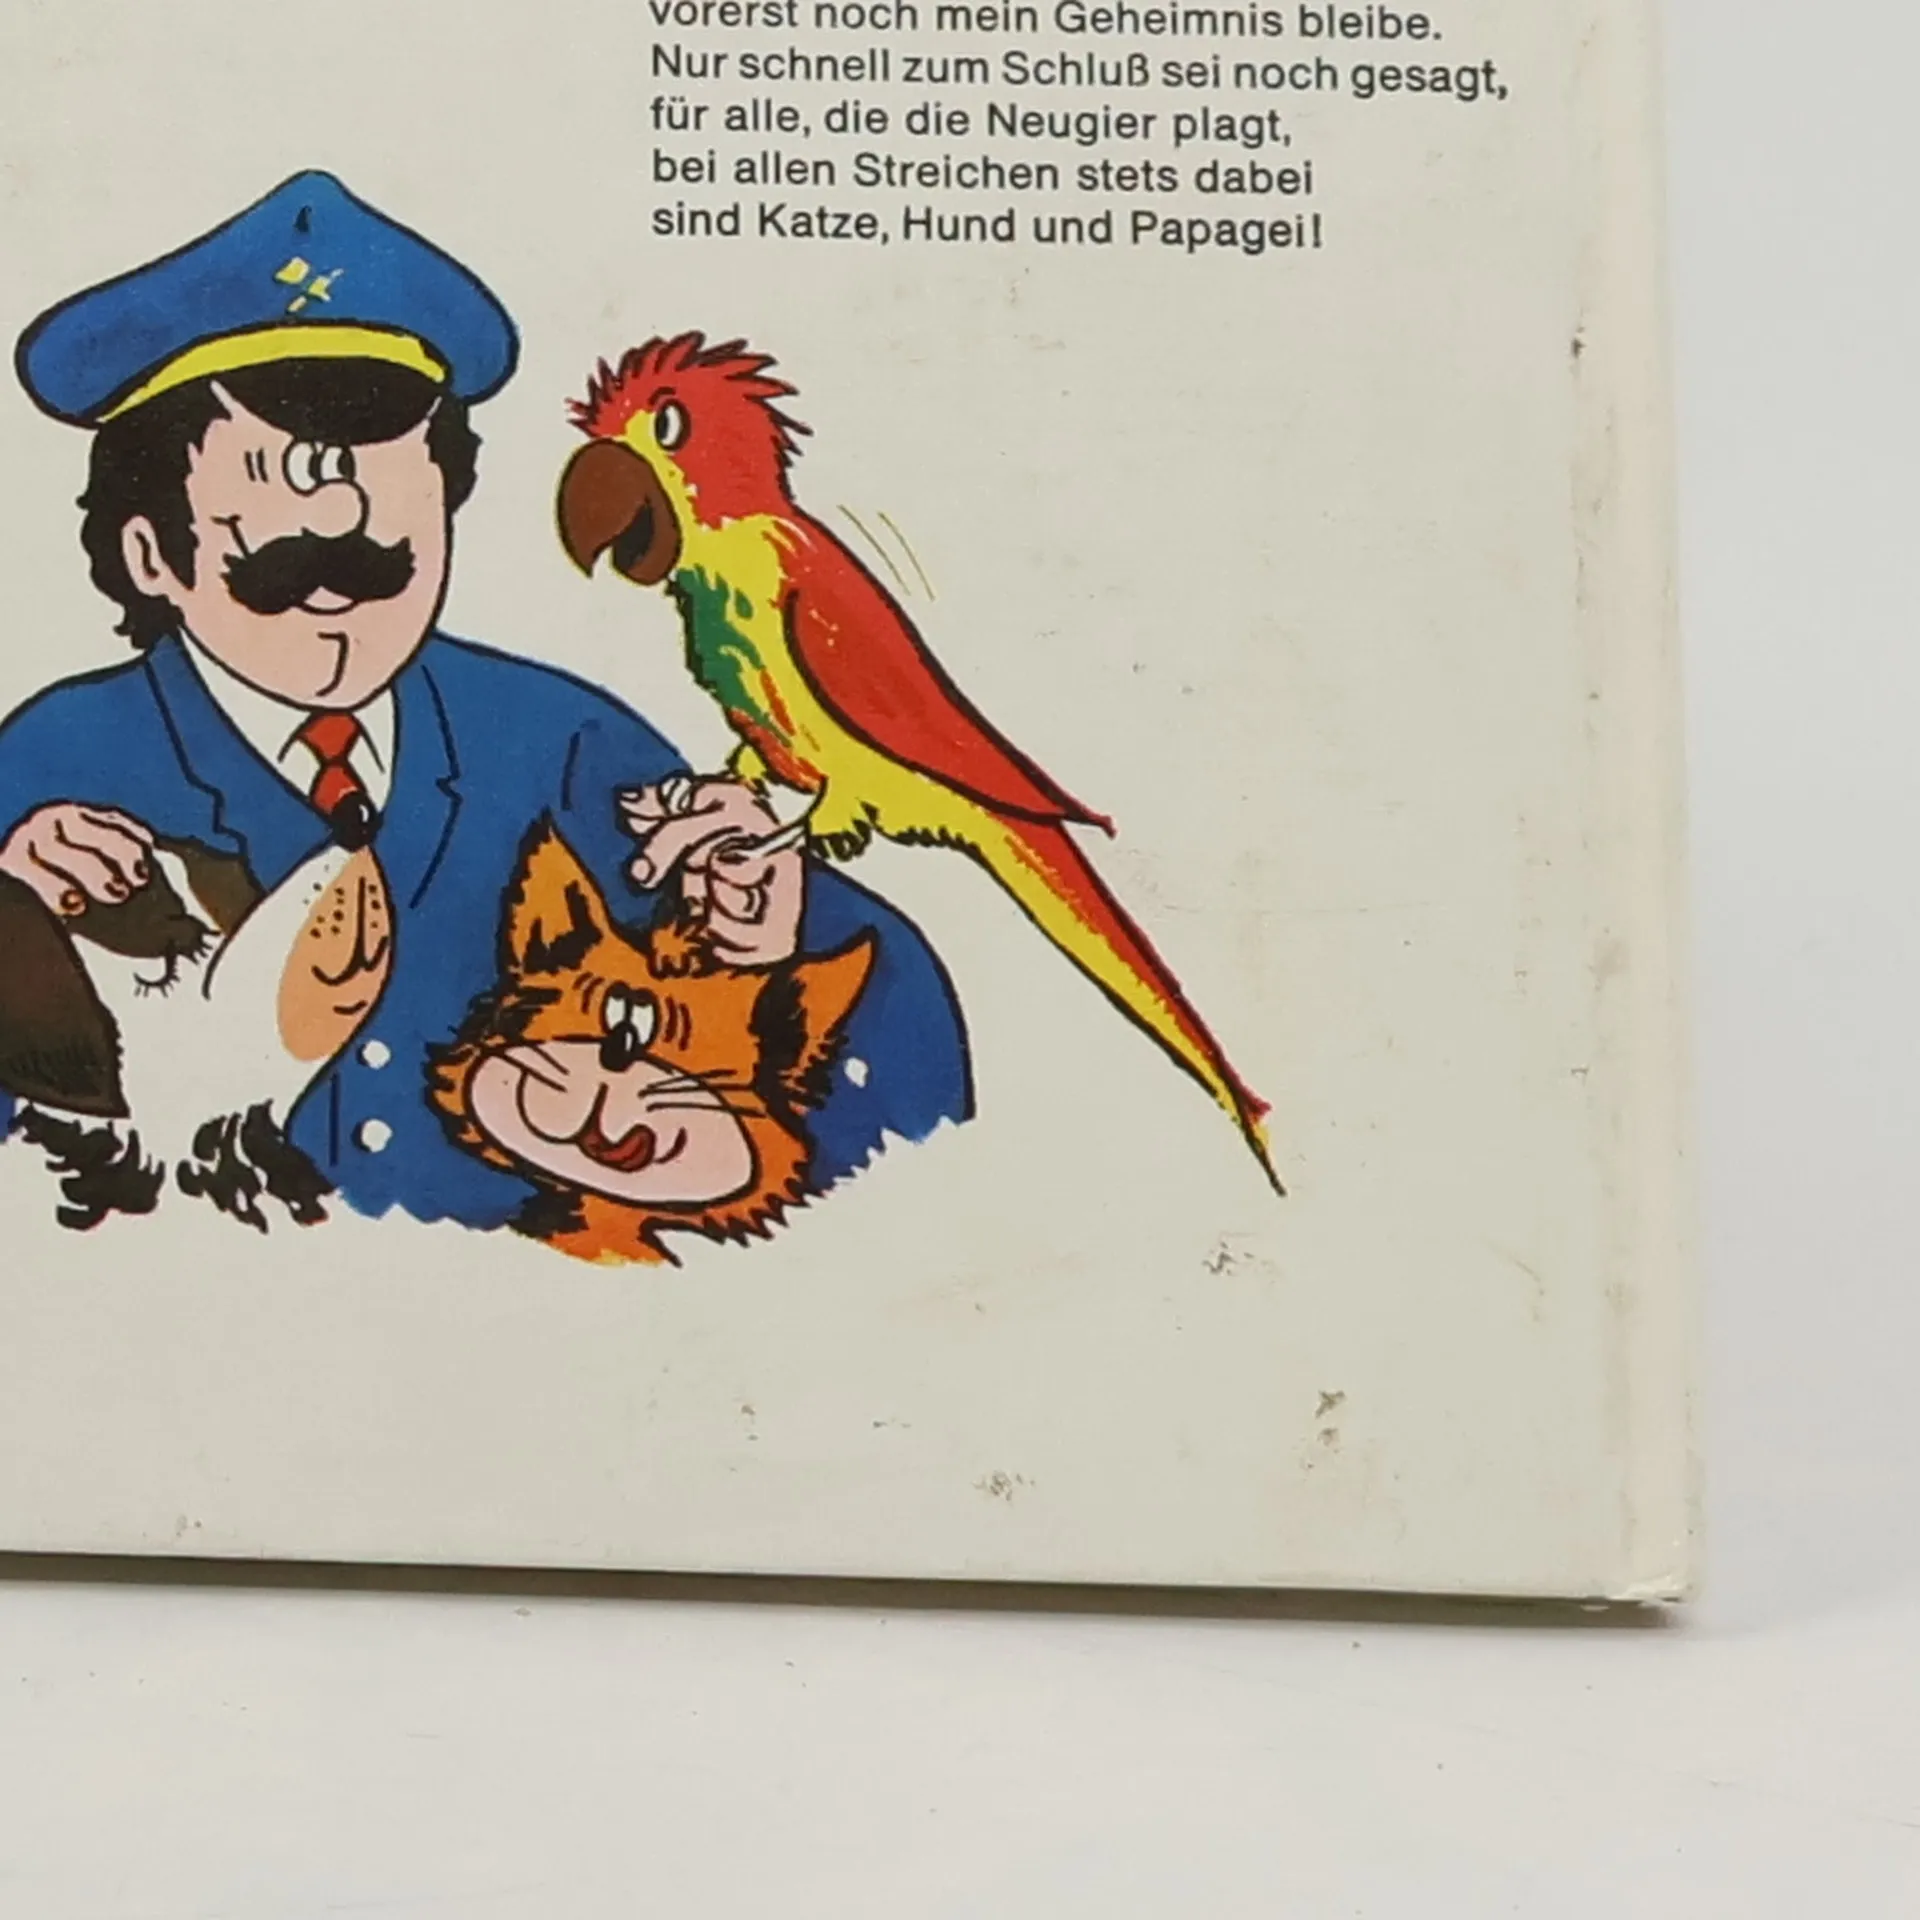 vorerst noch mein Geheimnis bleibe.
Nur schnell zum Schluß sei noch gesagt,
für alle, die die Neugier plagt,
bei allen Streichen stets dabei
sind Katze, Hund und Papagei!